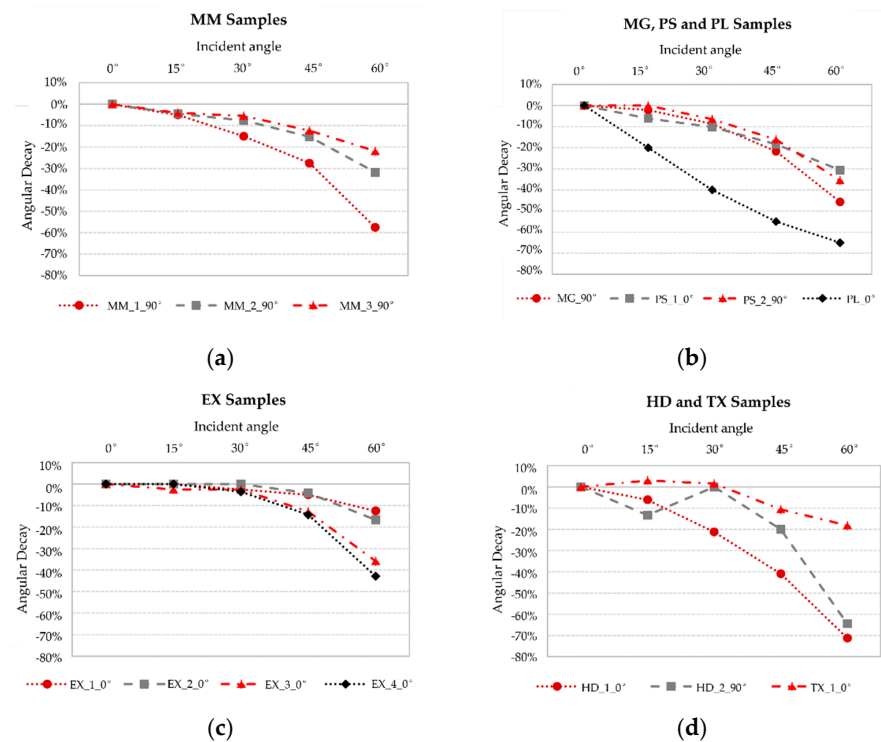 MM Samples
Incident angle
0° 15° 30° 45° 60°
10%
0%
-10%
-20%
-30%
-40%
-50%
-60%
-70%
-80%
Angular Decay
MM_1_90° MM_2_90° MM_3_90°
(a)
MG, PS and PL Samples
Incident angle
0° 15° 30° 45° 60°
10%
0%
-10%
-20%
-30%
-40%
-50%
-60%
-70%
-80%
Angular Decay
MG_90° PS_1_0° PS_2_90° PL_0°
(b)
EX Samples
Incident angle
0° 15° 30° 45° 60°
10%
0%
-10%
-20%
-30%
-40%
-50%
-60%
-70%
-80%
Angular Decay
EX_1_0° EX_2_0° EX_3_0° EX_4_0°
(c)
HD and TX Samples
Incident angle
0° 15° 30° 45° 60°
10%
0%
-10%
-20%
-30%
-40%
-50%
-60%
-70%
-80%
Angular Decay
HD_1_0° HD_2_90° TX_1_0°
(d)